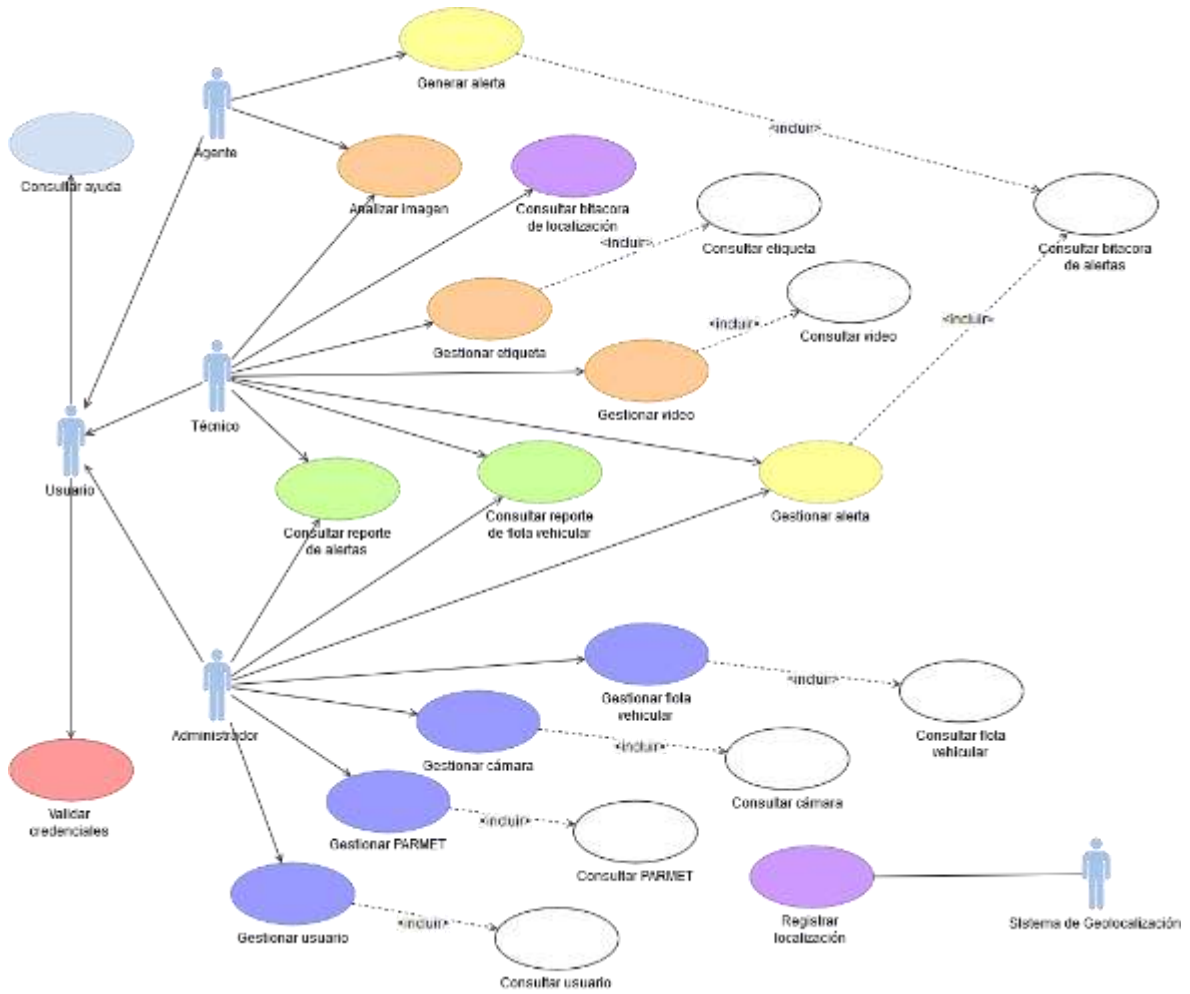 Generar alerta
Agente
<incluir>
Consultar ayuda
Analizar imagen
Consultar bitacora
de localización
<incluir>
Consultar etiqueta
Consultar bitacora
de alertas
Gestionar etiqueta
<incluir>
Consultar video
<incluir>
Gestionar video
Técnico
Usuario
Consultar reporte
de alertas
Consultar reporte
de flota vehicular
Gestionar alerta
Administrador
Gestionar flota
vehicular
<incluir>
Consultar flota
vehicular
Gestionar cámara
<incluir>
Consultar cámara
Validar
credenciales
Gestionar PARMET
<incluir>
Consultar PARMET
Gestionar usuario
<incluir>
Consultar usuario
Registrar
localización
Sistema de Geolocalización